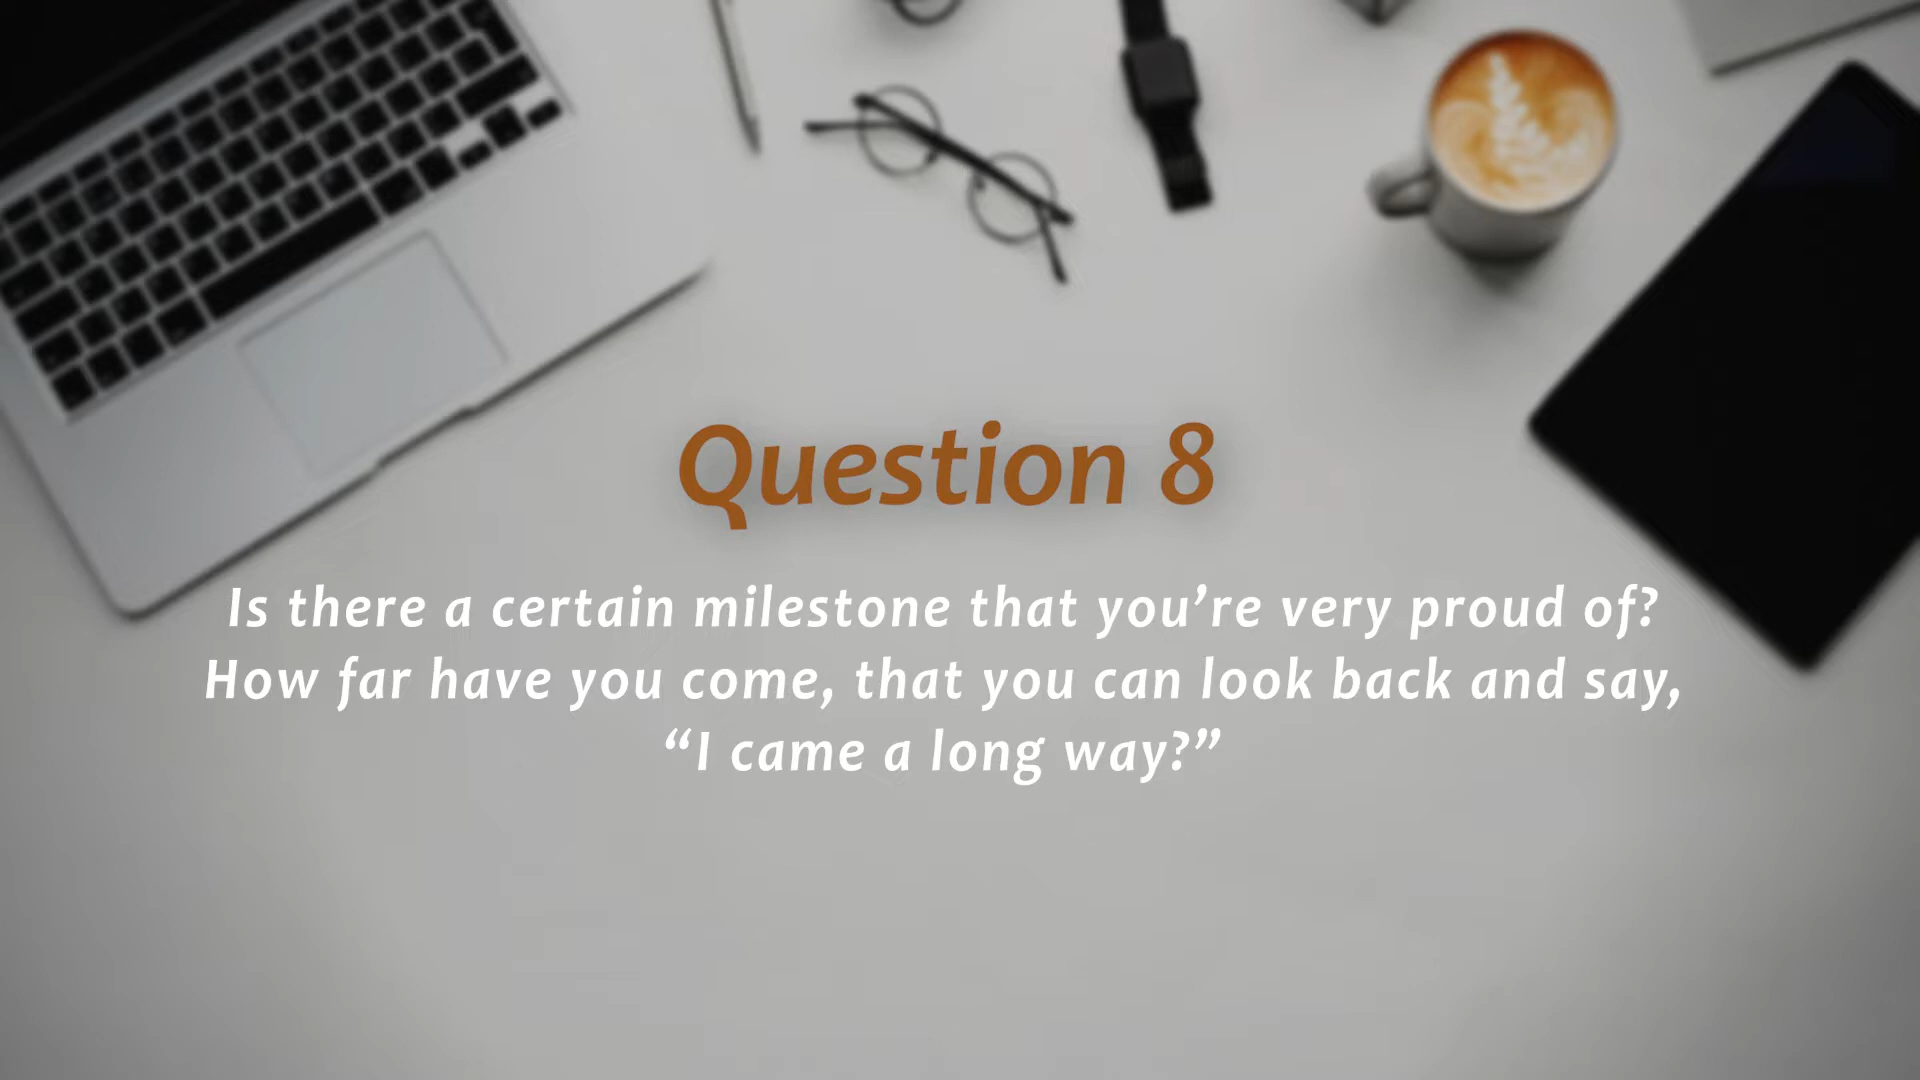 Question 8
Is there a certain milestone that you’re very proud of?
How far have you come, that you can look back and say,
“I came a long way?”